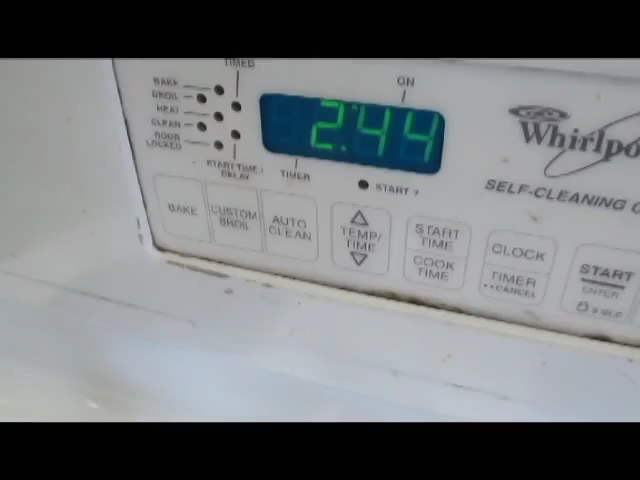 TIMED
BAKE
BROIL
HEAT
CLEAN
DOOR
LOCKED
START TIME/
DELAY
TIMER
ON
2:44
START ?
Whirlpo
SELF-CLEANING
BAKE
CUSTOM
BROIL
AUTO
CLEAN
TEMP/
TIME
START
TIME
COOK
TIME
CLOCK
TIMER
••CANCEL
START
ENTER